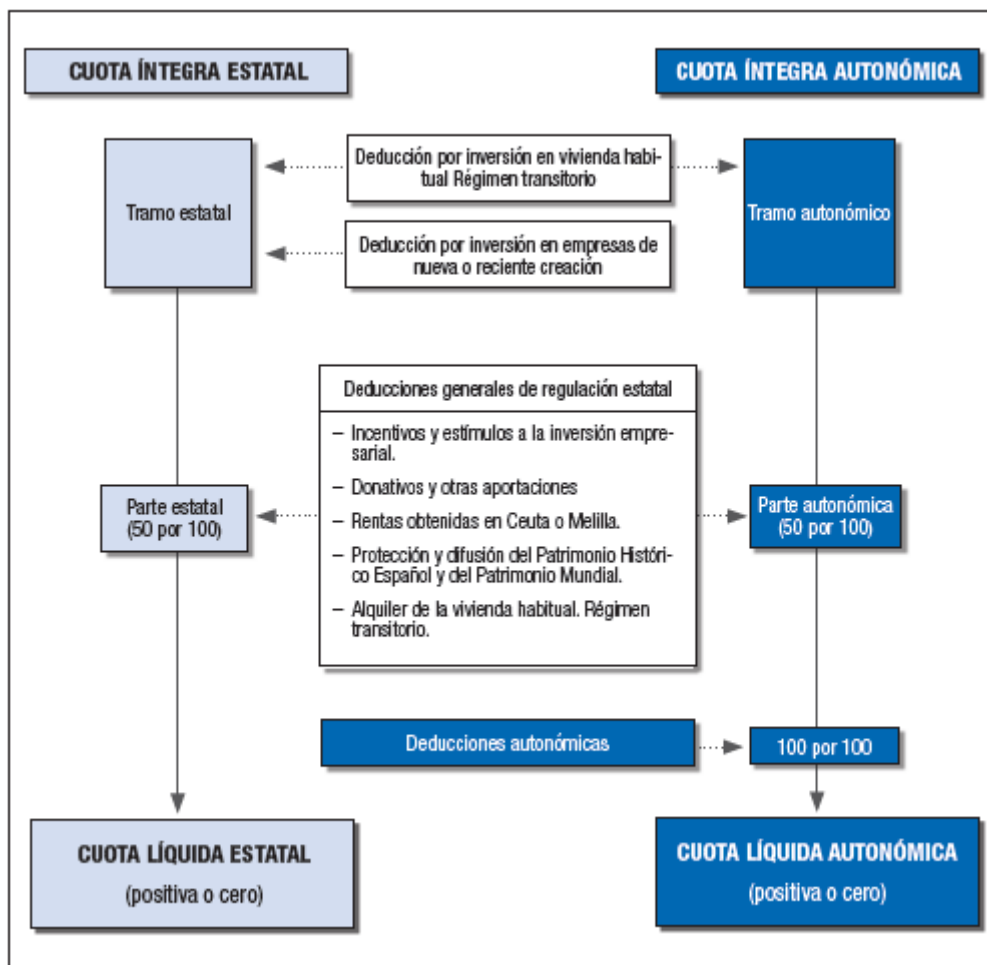 CUOTA ÍNTEGRA ESTATAL
CUOTA ÍNTEGRA AUTONÓMICA
Tramo estatal
Deducción por inversión en vivienda habi-
tual Régimen transitorio
Deducción por inversión en empresas de
nueva o reciente creación
Tramo autonómico
Deducciones generales de regulación estatal
– Incentivos y estímulos a la inversión empre-
sarial.
– Donativos y otras aportaciones
– Rentas obtenidas en Ceuta o Melilla.
– Protección y difusión del Patrimonio Históri-
co Español y del Patrimonio Mundial.
– Alquiler de la vivienda habitual. Régimen
transitorio.
Parte estatal
(50 por 100)
Parte autonómica
(50 por 100)
Deducciones autonómicas
100 por 100
CUOTA LÍQUIDA ESTATAL
(positiva o cero)
CUOTA LÍQUIDA AUTONÓMICA
(positiva o cero)